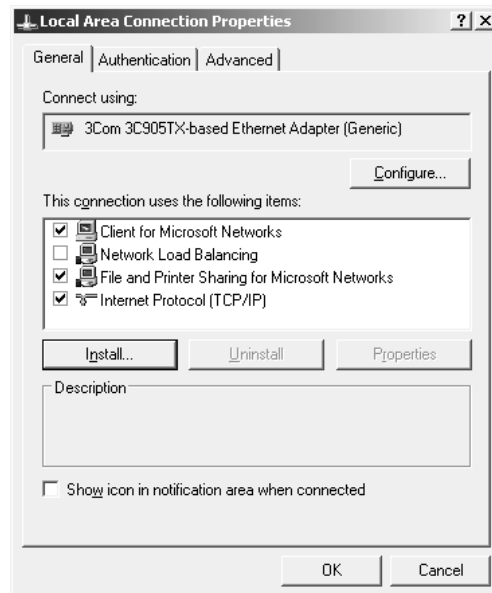 Local Area Connection Properties
General Authentication Advanced
Connect using:
3Com 3C905TX-based Ethernet Adapter (Generic)
Configure...
This connection uses the following items:
Client for Microsoft Networks
Network Load Balancing
File and Printer Sharing for Microsoft Networks
Internet Protocol (TCP/IP)
Install... Uninstall Properties
Description
Show icon in notification area when connected
OK Cancel